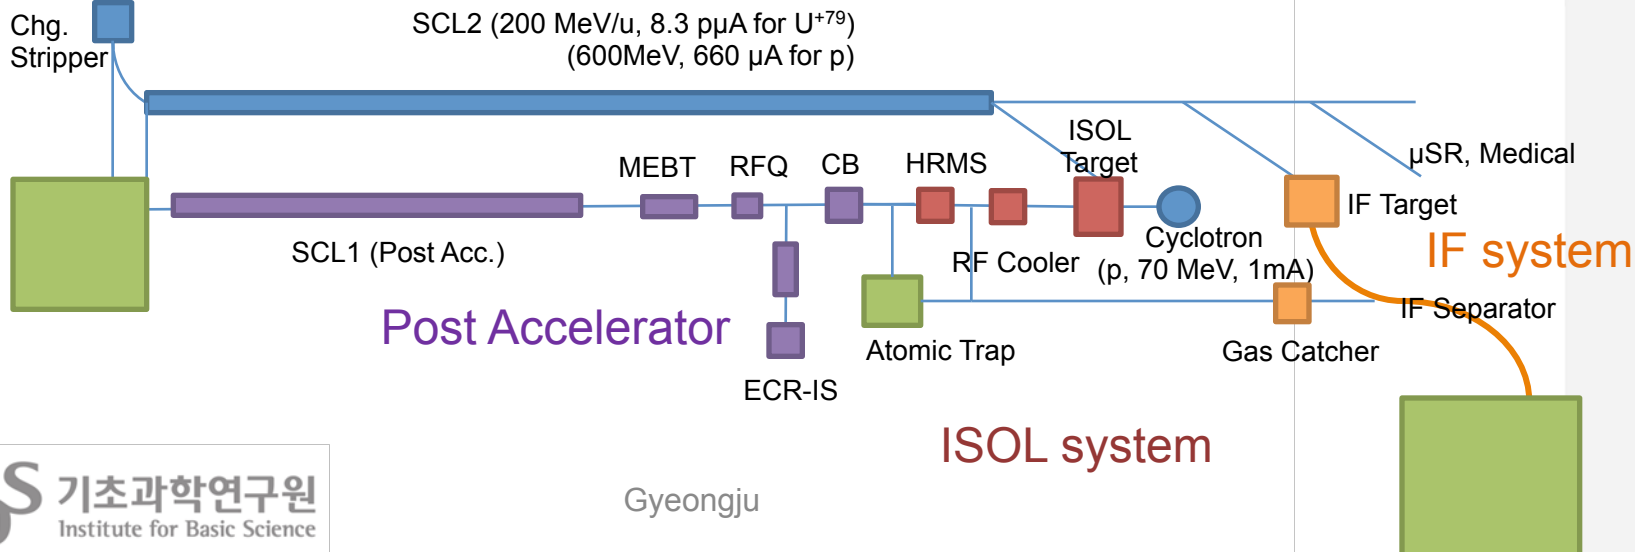 Chg.
Stripper
SCL2 (200 MeV/u, 8.3 pμA for U+79)
(600MeV, 660 μA for p)
ISOL
Target
μSR, Medical
MEBT
RFQ
CB
HRMS
IF Target
SCL1 (Post Acc.)
RF Cooler
Cyclotron
(p, 70 MeV, 1mA)
IF system
Post Accelerator
IF Separator
Atomic Trap
Gas Catcher
ECR-IS
ISOL system
S 기초과학연구원
Institute for Basic Science
Gyeongju